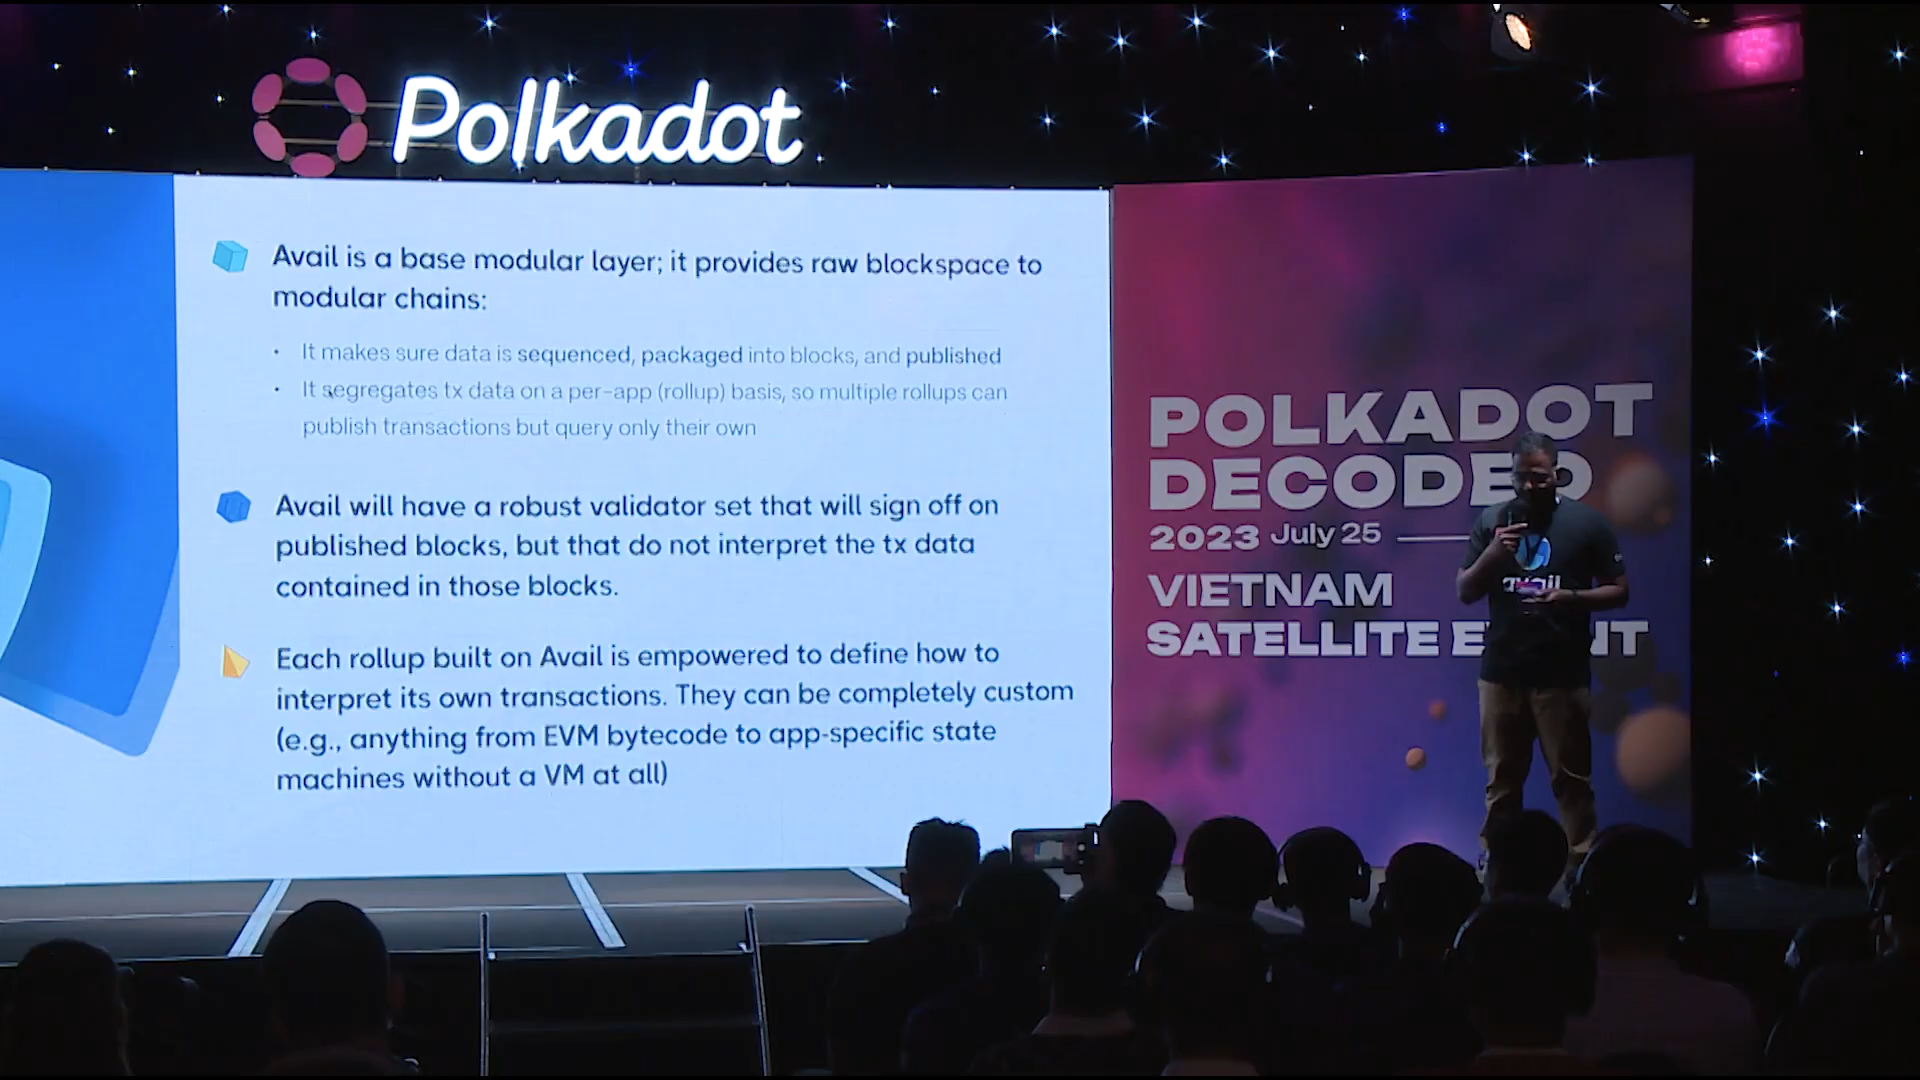 Polkadot
Avail is a base modular layer; it provides raw blockspace to
modular chains:
• It makes sure data is sequenced, packaged into blocks, and published
• It segregates tx data on a per-app (rollup) basis, so multiple rollups can
publish transactions but query only their own
Avail will have a robust validator set that will sign off on
published blocks, but that do not interpret the tx data
contained in those blocks.
Each rollup built on Avail is empowered to define how to
interpret its own transactions. They can be completely custom
(e.g., anything from EVM bytecode to app-specific state
machines without a VM at all)
POLKADOT
DECODED
2023 July 25
VIETNAM
SATELLITE
avail